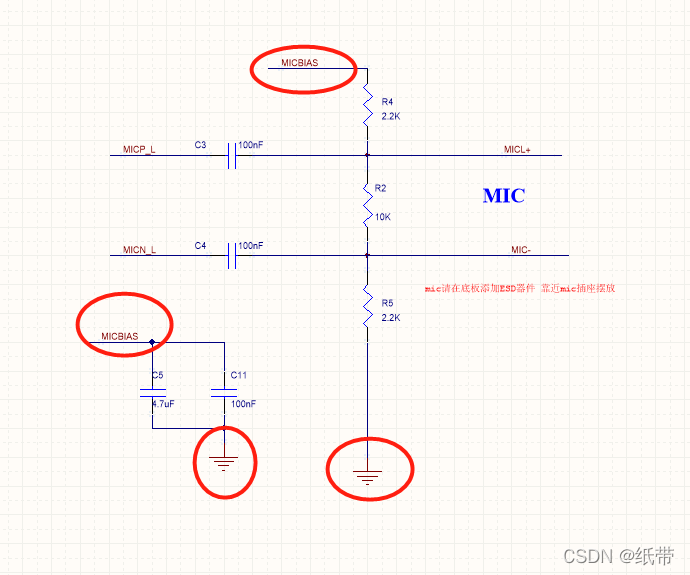 MICBIAS
R4
2.2K
MICP_L
C3
100nF
MICL+
R2
10K
MIC
MICN_L
C4
100nF
MIC-
mic请在底板添加ESD器件 靠近mic插座摆放
R5
2.2K
MICBIAS
C5
4.7uF
C11
100nF
CSDN @纸带